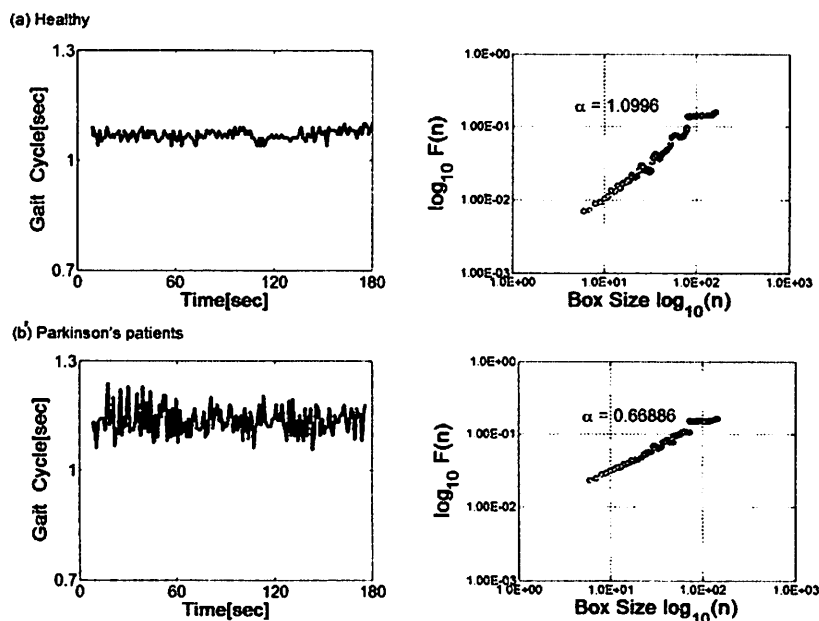 (a) Healthy
1.3
1
0.7
Gait Cycle[sec]
0
60
120
180
Time[sec]
1.0E+00
1.00E-01
1.00E-02
1.00E-03
log10 F(n)
α = 1.0996
1.0E+00
1.0E+01
1.0E+02
1.0E+03
Box Size log10(n)
(b) Parkinson's patients
1.3
1
0.7
Gait Cycle[sec]
0
60
120
180
Time[sec]
1.0E+00
1.00E-01
1.00E-02
1.00E-03
log10 F(n)
α = 0.66886
1.0E+00
1.0E+01
1.0E+02
1.0E+03
Box Size log10(n)